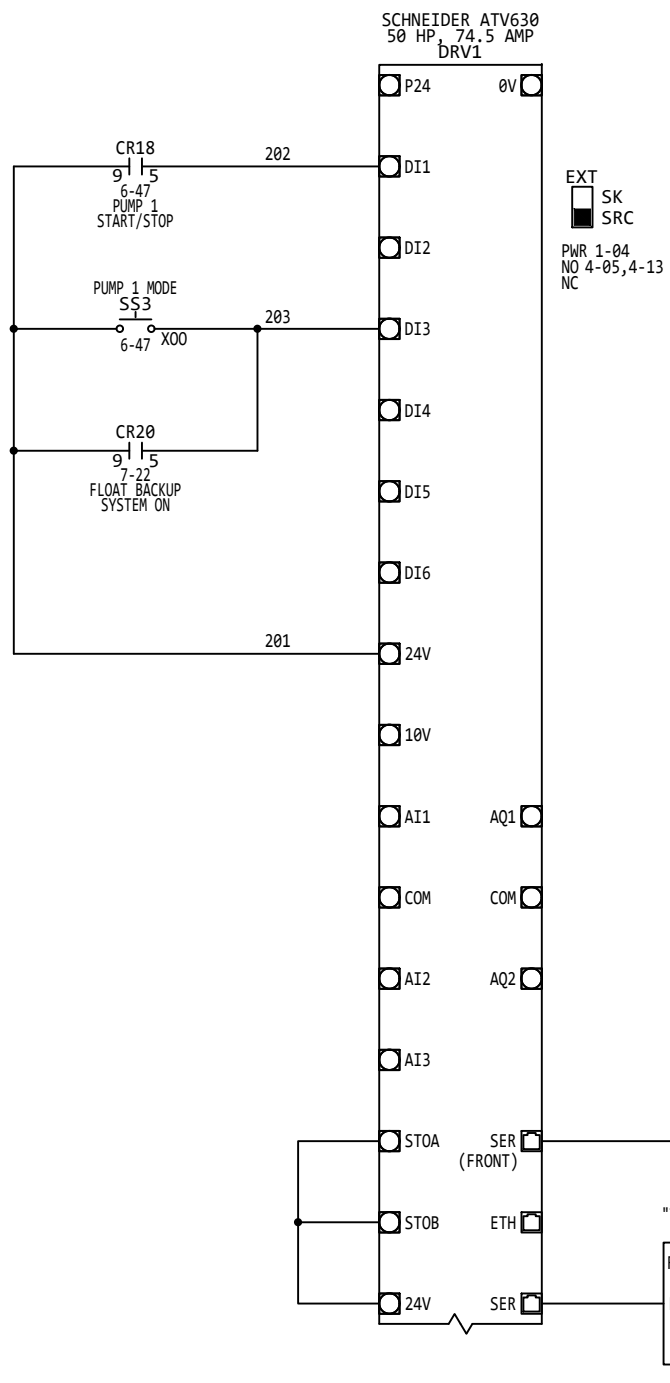 SCHNEIDER ATV630
50 HP, 74.5 AMP
DRV1
P24 0V
CR18
202
9 5
6-47
PUMP 1
START/STOP
DI1
EXT
SK
SRC
PWR 1-04
NO 4-05,4-13
NC
DI2
PUMP 1 MODE
SS3
203
6-47 XOO
DI3
DI4
CR20
9 5
7-22
FLOAT BACKUP
SYSTEM ON
DI5
DI6
201
24V
10V
AI1 AQ1
COM COM
AI2 AQ2
AI3
STOA SER
(FRONT)
STOB ETH
24V SER